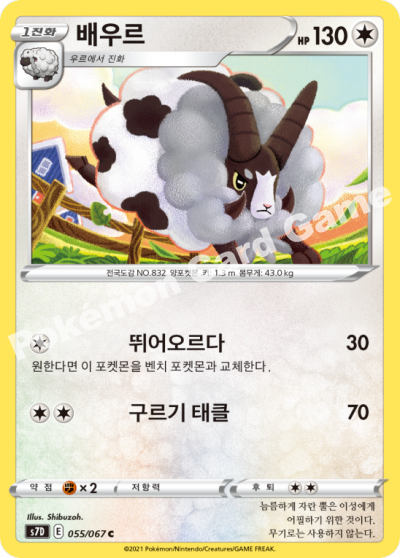 1진화
배우르
HP 130
우르에서 진화
전국도감 NO.832 양포켓몬 키: 1.3 m 몸무게: 43.0 kg
Pokémon Card Game
뛰어오르다 30
원한다면 이 포켓몬을 벤치 포켓몬과 교체한다.
구르기 태클 70
약점 ×2 저항력 후퇴
Illus. Shibuzoh.
늠름하게 자란 뿔은 이성에게
어필하기 위한 것이다.
무기로는 사용하지 않는다.
s7D E 055/067 C
©2021 Pokémon/Nintendo/Creatures/GAME FREAK.